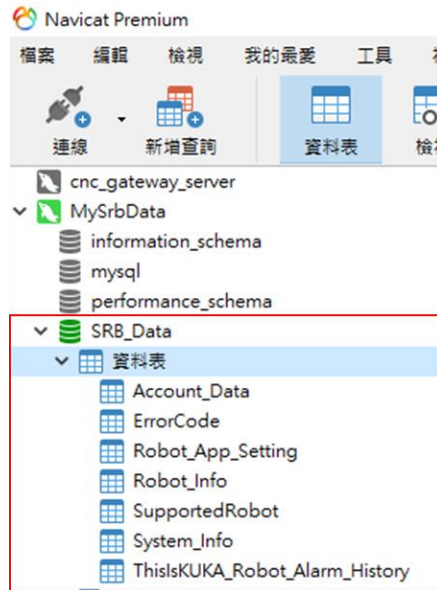 Navicat Premium
檔案 編輯 檢視 我的最愛 工具
連線 新增查詢 資料表
cnc_gateway_server
MySrbData
information_schema
mysql
performance_schema
SRB_Data
資料表
Account_Data
ErrorCode
Robot_App_Setting
Robot_Info
SupportedRobot
System_Info
ThisIsKUKA_Robot_Alarm_History